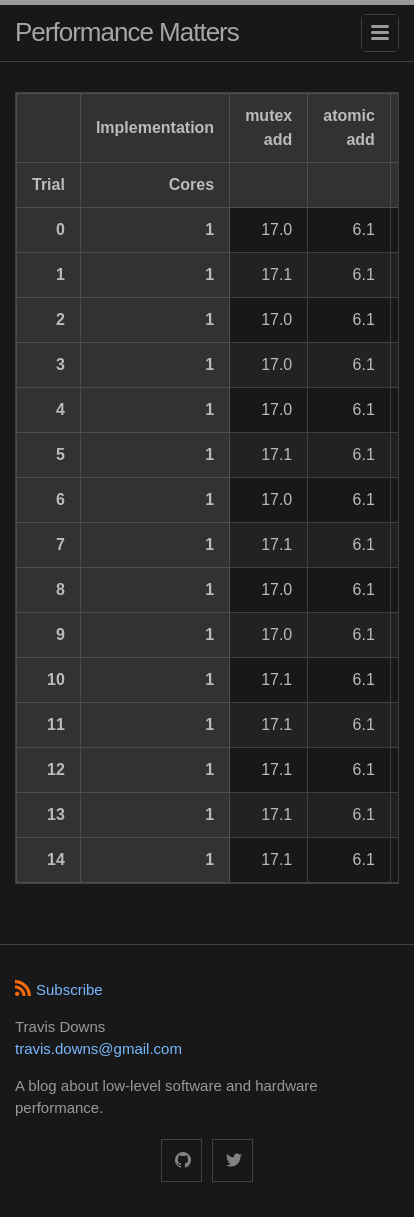 Performance Matters
Implementation mutex add atomic add
Trial Cores
0 1 17.0 6.1
1 1 17.1 6.1
2 1 17.0 6.1
3 1 17.0 6.1
4 1 17.0 6.1
5 1 17.1 6.1
6 1 17.0 6.1
7 1 17.1 6.1
8 1 17.0 6.1
9 1 17.0 6.1
10 1 17.1 6.1
11 1 17.1 6.1
12 1 17.1 6.1
13 1 17.1 6.1
14 1 17.1 6.1
Subscribe
Travis Downs
travis.downs@gmail.com
A blog about low-level software and hardware
performance.